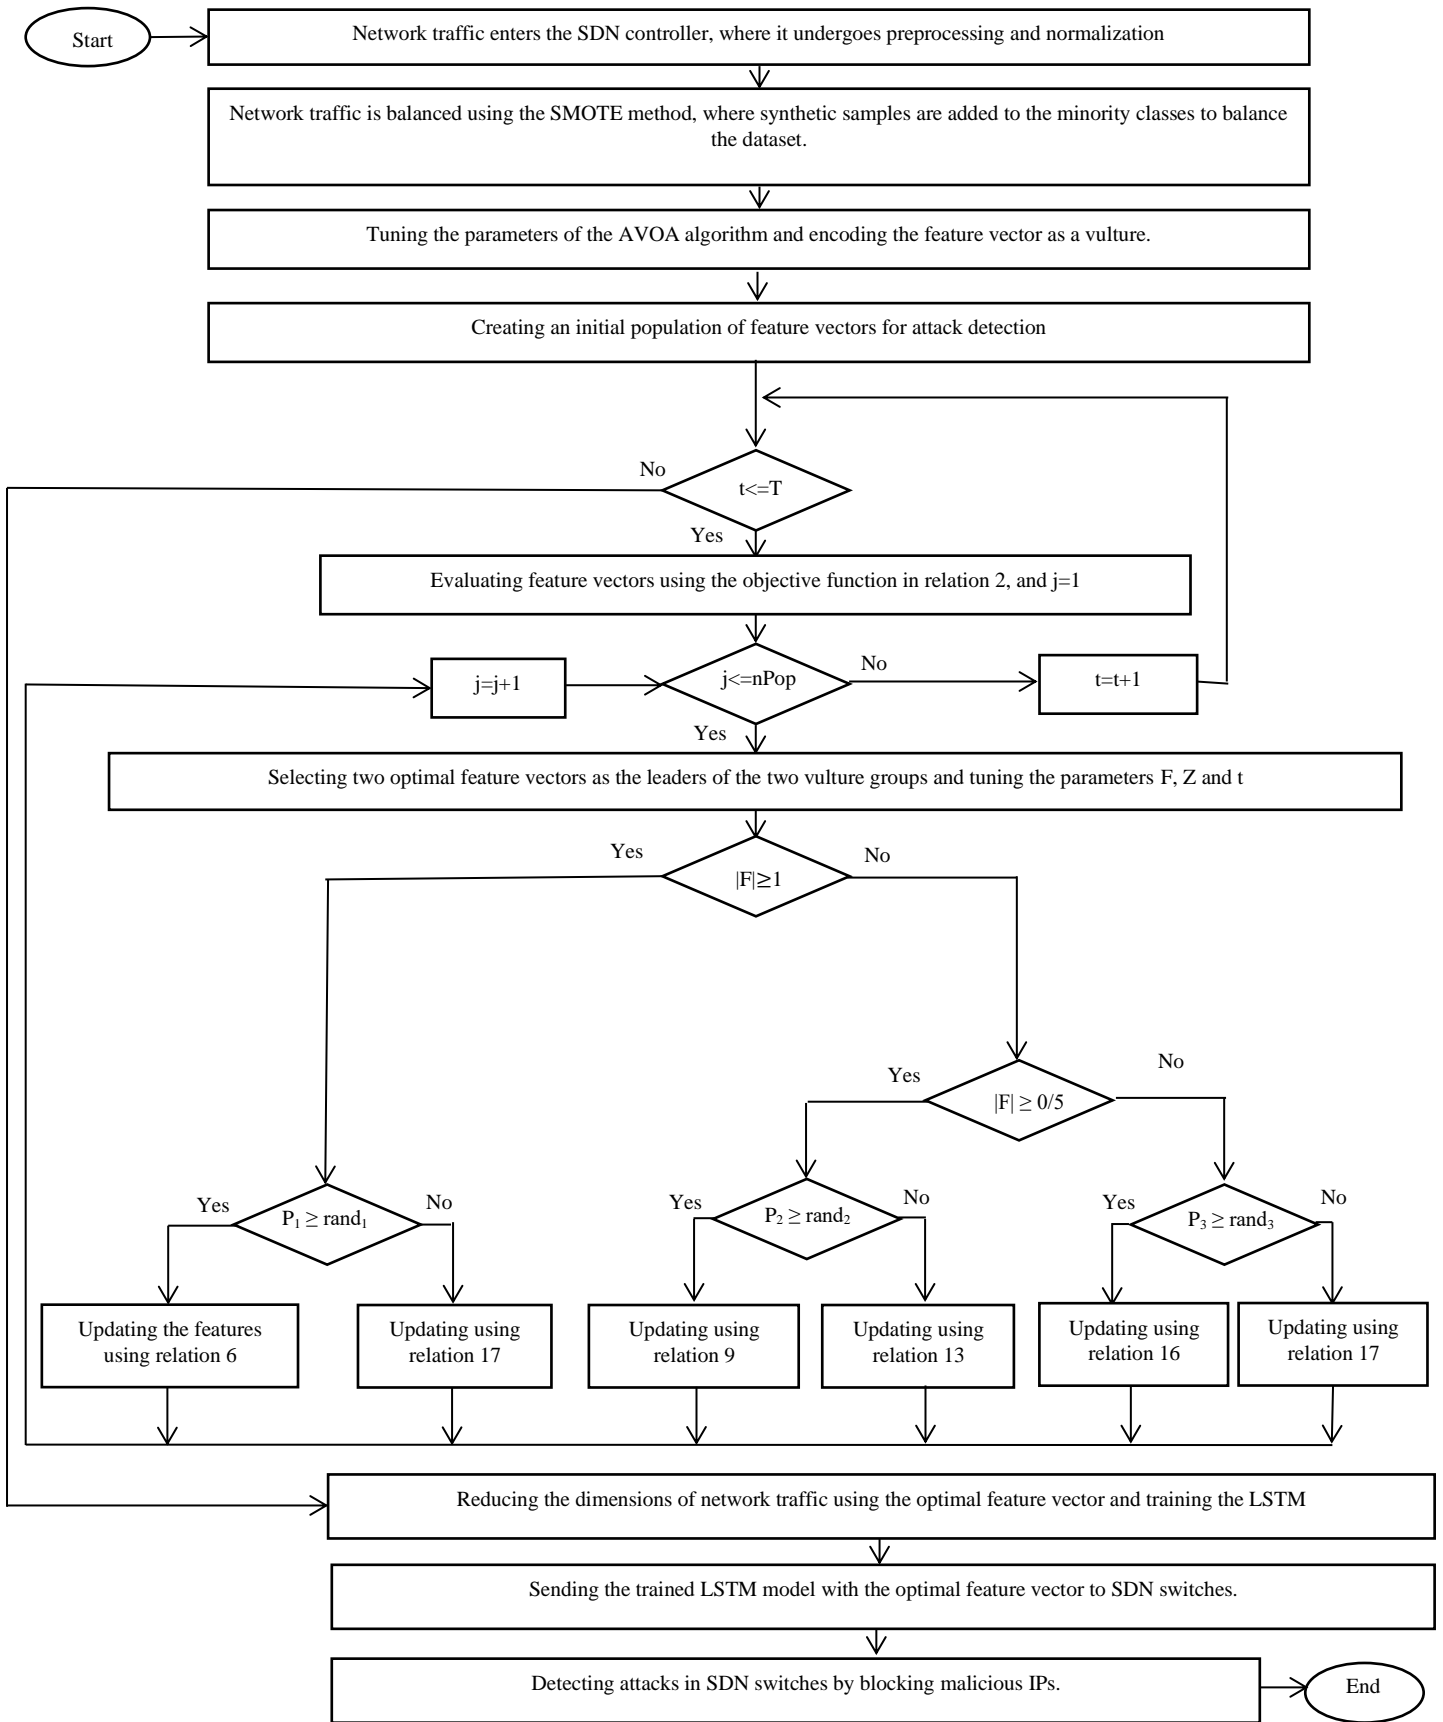 Start
Network traffic enters the SDN controller, where it undergoes preprocessing and normalization
Network traffic is balanced using the SMOTE method, where synthetic samples are added to the minority classes to balance
the dataset.
Tuning the parameters of the AVOA algorithm and encoding the feature vector as a vulture.
Creating an initial population of feature vectors for attack detection
No
t<=T
Yes
Evaluating feature vectors using the objective function in relation 2, and j=1
j=j+1
j<=nPop
No
t=t+1
Yes
Selecting two optimal feature vectors as the leaders of the two vulture groups and tuning the parameters F, Z and t
Yes
|F|≥1
No
Yes
|F| ≥ 0/5
No
Yes
P₁ ≥ rand₁
No
Yes
P₂ ≥ rand₂
No
Yes
P₃ ≥ rand₃
No
Updating the features
using relation 6
Updating using
relation 17
Updating using
relation 9
Updating using
relation 13
Updating using
relation 16
Updating using
relation 17
Reducing the dimensions of network traffic using the optimal feature vector and training the LSTM
Sending the trained LSTM model with the optimal feature vector to SDN switches.
Detecting attacks in SDN switches by blocking malicious IPs.
End